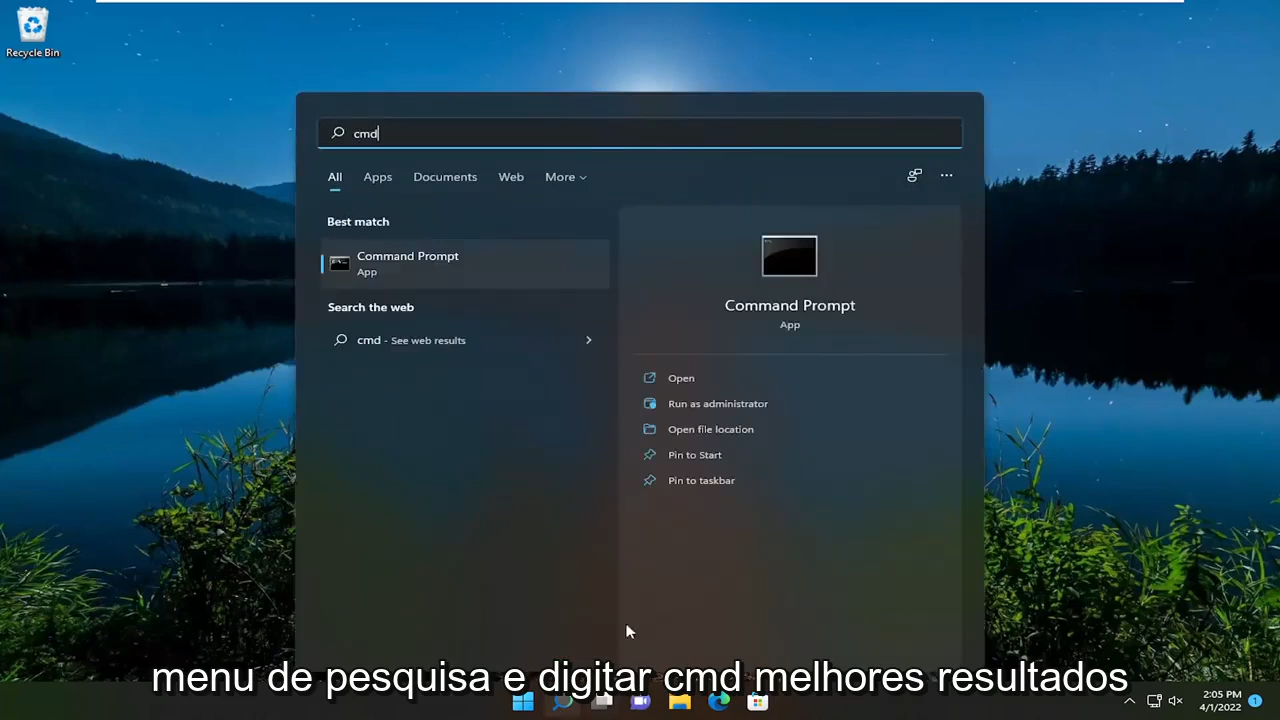 Recycle Bin
cmd
All Apps Documents Web More
Best match
Command Prompt
App
Search the web
cmd - See web results
Command Prompt
App
Open
Run as administrator
Open file location
Pin to Start
Pin to taskbar
menu de pesquisa e digitar cmd melhores resultados
2:05 PM
4/1/2022
1